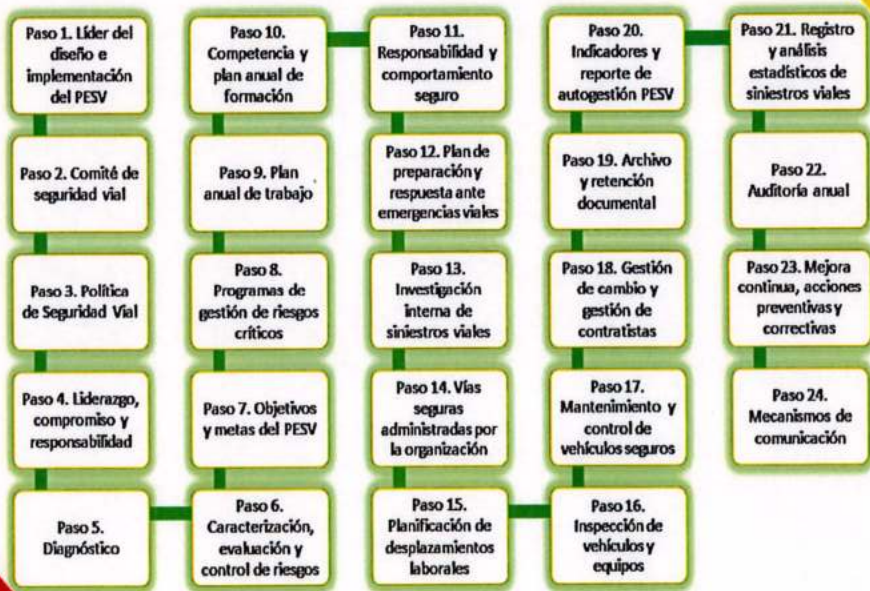 Paso 1. Líder del
diseño e
implementación
del PESV
Paso 2. Comité de
seguridad vial
Paso 3. Política
de Seguridad Vial
Paso 4. Liderazgo,
compromiso y
responsabilidad
Paso 5.
Diagnóstico
Paso 6.
Caracterización,
evaluación y
control de riesgos
Paso 7. Objetivos
y metas del PESV
Paso 8.
Programas de
gestión de riesgos
críticos
Paso 9. Plan
anual de trabajo
Paso 10.
Competencia y
plan anual de
formación
Paso 11.
Responsabilidad y
comportamiento
seguro
Paso 12. Plan de
preparación y
respuesta ante
emergencias viales
Paso 13.
Investigación
interna de
siniestros viales
Paso 14. Vías
seguras
administradas por
la organización
Paso 15.
Planificación de
desplazamientos
laborales
Paso 16.
Inspección de
vehículos y
equipos
Paso 17.
Mantenimiento y
control de
vehículos seguros
Paso 18. Gestión
de cambio y
gestión de
contratistas
Paso 19. Archivo
y retención
documental
Paso 20.
Indicadores y
reporte de
autogestión PESV
Paso 21. Registro
y análisis
estadísticos de
siniestros viales
Paso 22.
Auditoría anual
Paso 23. Mejora
continua, acciones
preventivas y
correctivas
Paso 24.
Mecanismos de
comunicación